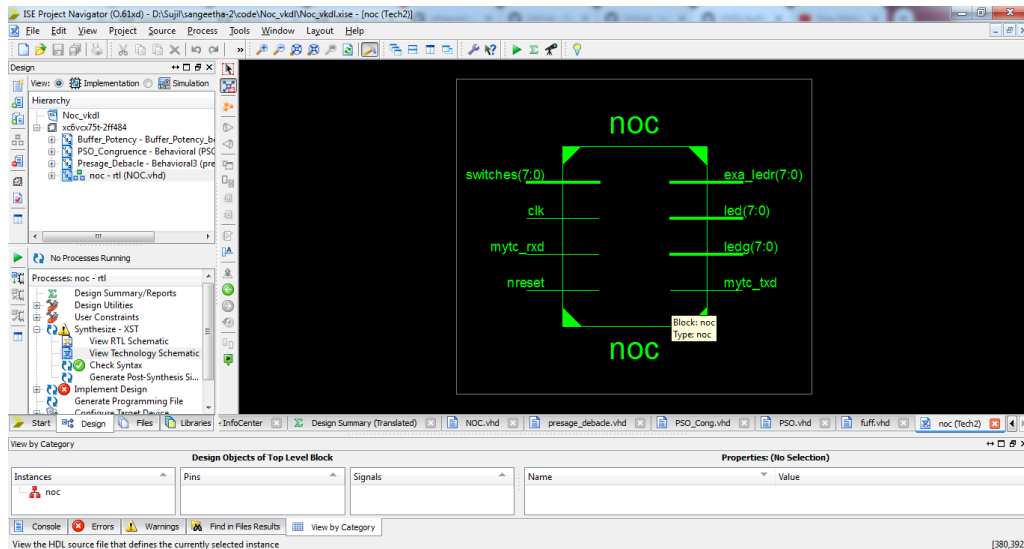 ISE Project Navigator (O.61xd) - D:\Sujil\sangeetha-2\code\Noc_vkdl\Noc_vkdl.xise - [noc (Tech2)]
File Edit View Project Source Process Tools Window Layout Help
Design
View: Implementation Simulation
Hierarchy
Noc_vkdl
xc6vcx75t-2ff484
Buffer_Potency - Buffer_Potency_b
PSO_Congruence - Behavioral (PSO
Presage_Debacle - Behavioral3 (pre
noc - rtl (NOC.vhd)
No Processes Running
Processes: noc - rtl
Design Summary/Reports
Design Utilities
User Constraints
Synthesize - XST
View RTL Schematic
View Technology Schematic
Check Syntax
Generate Post-Synthesis Si...
Implement Design
Generate Programming File
Configure Target Device
Start Design Files Libraries
noc
switches(7:0) exa_ledr(7:0)
clk led(7:0)
mytc_rxd ledg(7:0)
nreset mytc_txd
Block: noc
Type: noc
noc
InfoCenter Design Summary (Translated) NOC.vhd presage_debade.vhd PSO_Cong.vhd PSO.vhd fuff.vhd noc (Tech2)
View by Category
Design Objects of Top Level Block Properties: (No Selection)
Instances Pins Signals Name Value
noc
Console Errors Warnings Find in Files Results View by Category
View the HDL source file that defines the currently selected instance [380,392